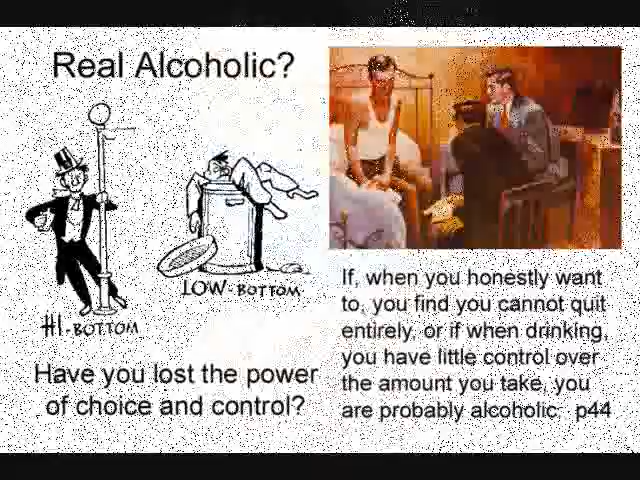 Real Alcoholic?
HI-BOTTOM
LOW-BOTTOM
Have you lost the power
of choice and control?
If, when you honestly want
to, you find you cannot quit
entirely, or if when drinking,
you have little control over
the amount you take, you
are probably alcoholic. p44